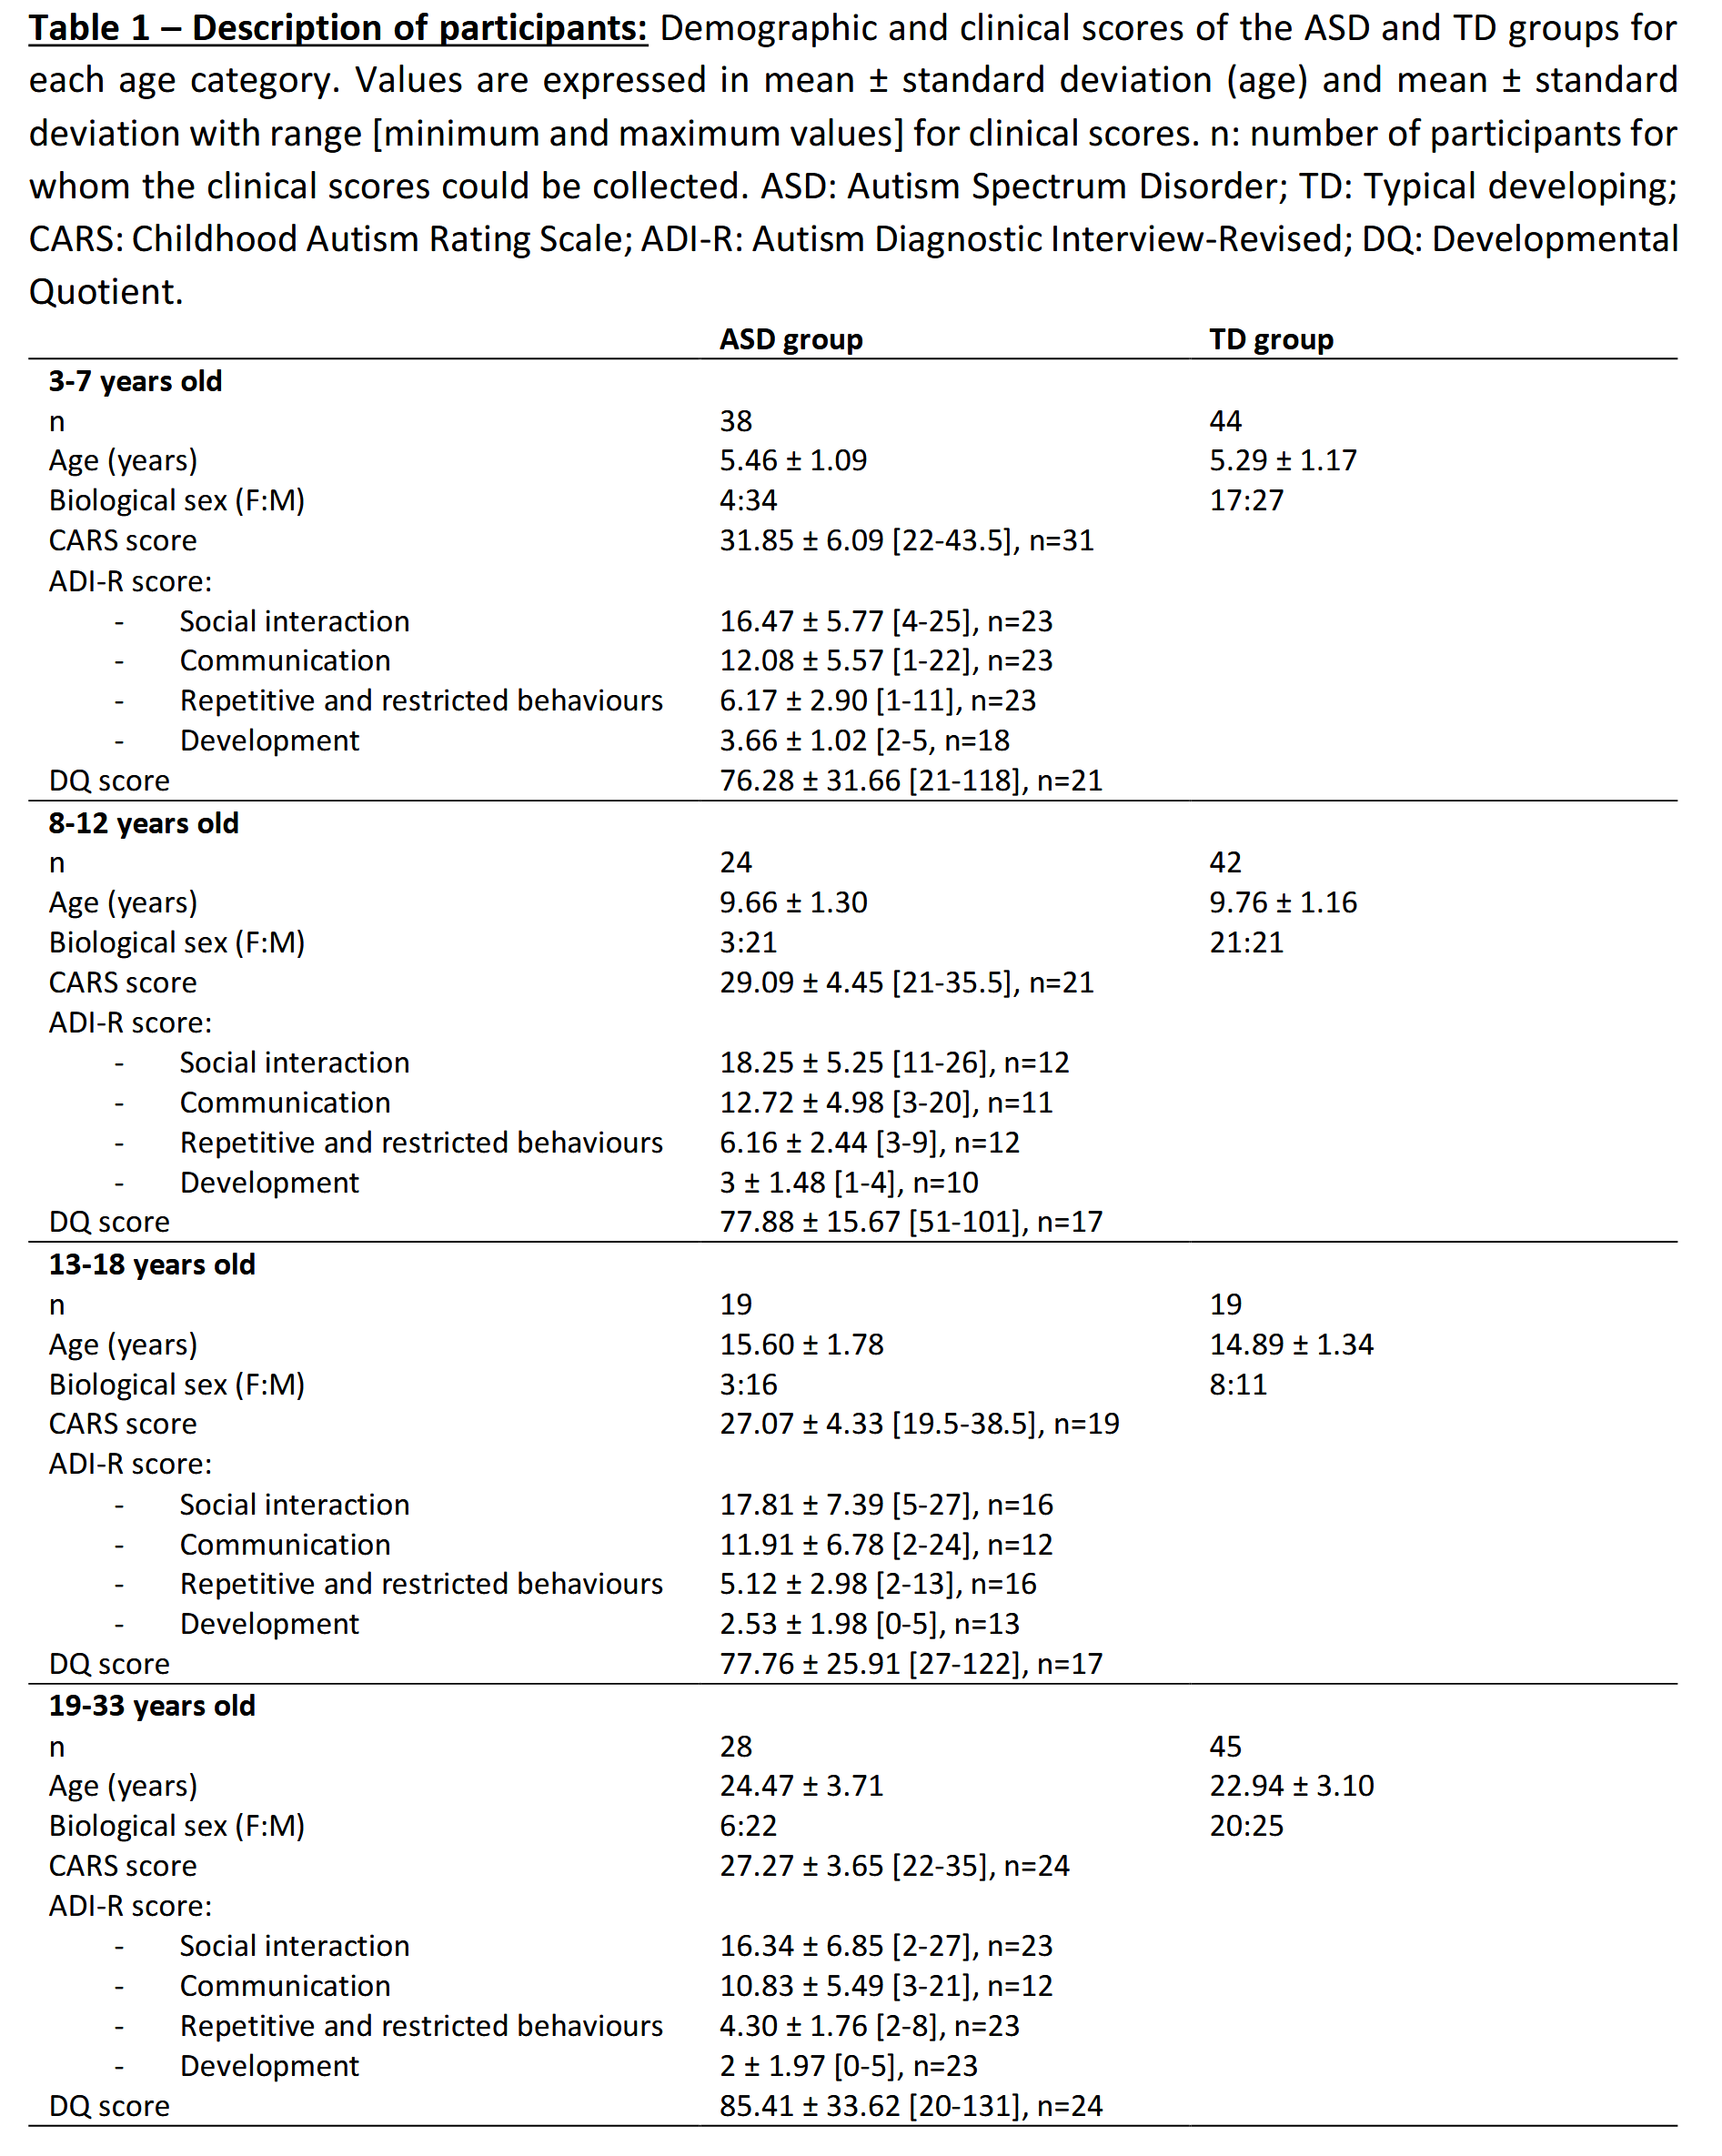 Table 1 – Description of participants: Demographic and clinical scores of the ASD and TD groups for
each age category. Values are expressed in mean ± standard deviation (age) and mean ± standard
deviation with range [minimum and maximum values] for clinical scores. n: number of participants for
whom the clinical scores could be collected. ASD: Autism Spectrum Disorder; TD: Typical developing;
CARS: Childhood Autism Rating Scale; ADI-R: Autism Diagnostic Interview-Revised; DQ: Developmental
Quotient.
ASD group TD group
3-7 years old
n 38 44
Age (years) 5.46 ± 1.09 5.29 ± 1.17
Biological sex (F:M) 4:34 17:27
CARS score 31.85 ± 6.09 [22-43.5], n=31
ADI-R score:
- Social interaction 16.47 ± 5.77 [4-25], n=23
- Communication 12.08 ± 5.57 [1-22], n=23
- Repetitive and restricted behaviours 6.17 ± 2.90 [1-11], n=23
- Development 3.66 ± 1.02 [2-5, n=18
DQ score 76.28 ± 31.66 [21-118], n=21
8-12 years old
n 24 42
Age (years) 9.66 ± 1.30 9.76 ± 1.16
Biological sex (F:M) 3:21 21:21
CARS score 29.09 ± 4.45 [21-35.5], n=21
ADI-R score:
- Social interaction 18.25 ± 5.25 [11-26], n=12
- Communication 12.72 ± 4.98 [3-20], n=11
- Repetitive and restricted behaviours 6.16 ± 2.44 [3-9], n=12
- Development 3 ± 1.48 [1-4], n=10
DQ score 77.88 ± 15.67 [51-101], n=17
13-18 years old
n 19 19
Age (years) 15.60 ± 1.78 14.89 ± 1.34
Biological sex (F:M) 3:16 8:11
CARS score 27.07 ± 4.33 [19.5-38.5], n=19
ADI-R score:
- Social interaction 17.81 ± 7.39 [5-27], n=16
- Communication 11.91 ± 6.78 [2-24], n=12
- Repetitive and restricted behaviours 5.12 ± 2.98 [2-13], n=16
- Development 2.53 ± 1.98 [0-5], n=13
DQ score 77.76 ± 25.91 [27-122], n=17
19-33 years old
n 28 45
Age (years) 24.47 ± 3.71 22.94 ± 3.10
Biological sex (F:M) 6:22 20:25
CARS score 27.27 ± 3.65 [22-35], n=24
ADI-R score:
- Social interaction 16.34 ± 6.85 [2-27], n=23
- Communication 10.83 ± 5.49 [3-21], n=12
- Repetitive and restricted behaviours 4.30 ± 1.76 [2-8], n=23
- Development 2 ± 1.97 [0-5], n=23
DQ score 85.41 ± 33.62 [20-131], n=24